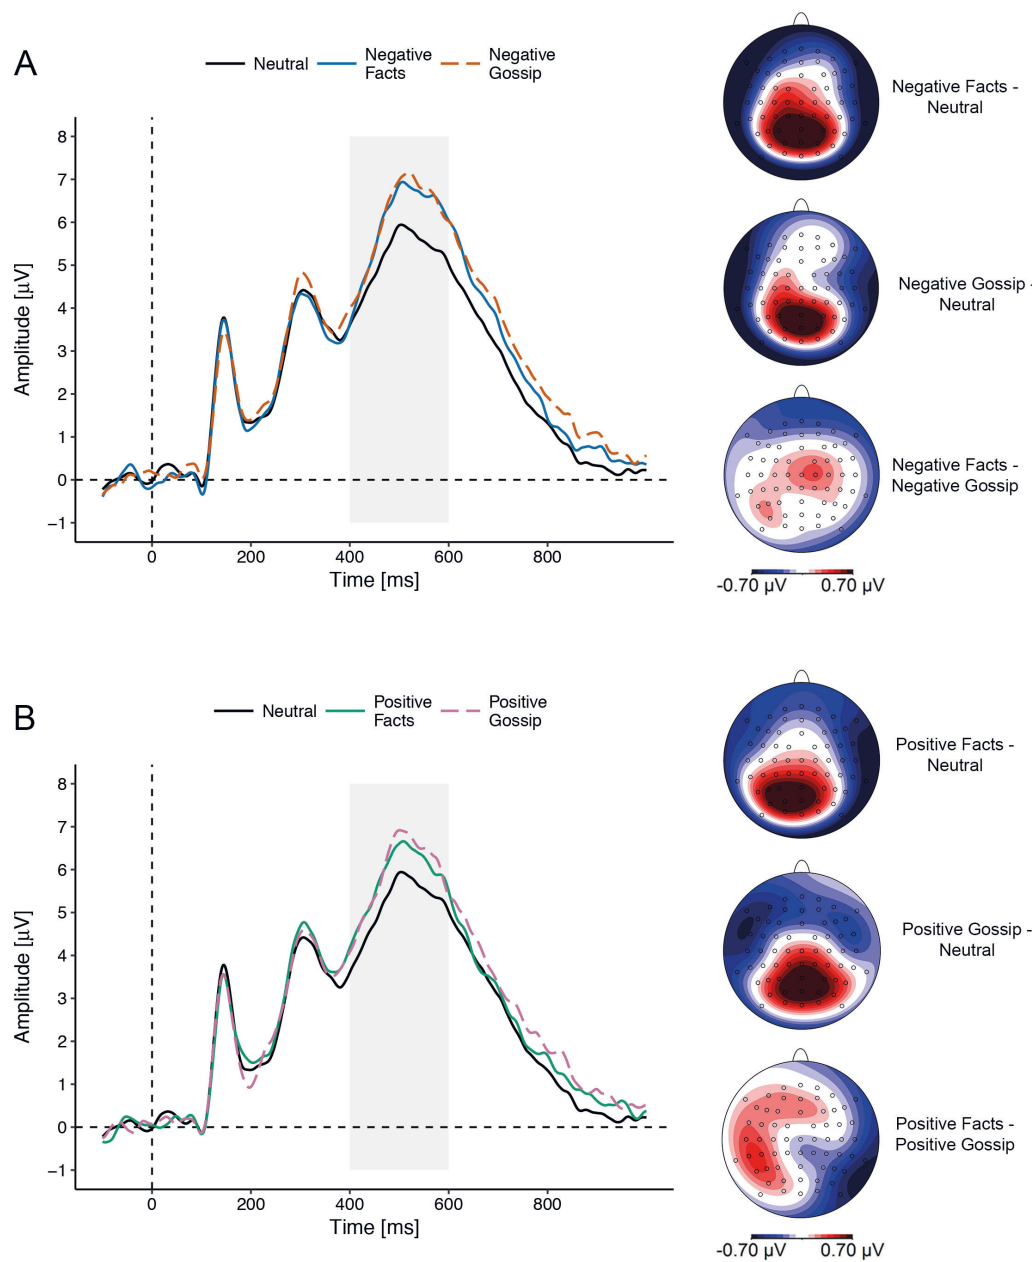 A
Neutral
Negative
Facts
Negative
Gossip
8
7
6
5
4
3
2
1
0
−1
Amplitude [µV]
0
200
400
600
800
Time [ms]
Negative Facts -
Neutral
Negative Gossip -
Neutral
Negative Facts -
Negative Gossip
-0.70 µV
0.70 µV
B
Neutral
Positive
Facts
Positive
Gossip
8
7
6
5
4
3
2
1
0
−1
Amplitude [µV]
0
200
400
600
800
Time [ms]
Positive Facts -
Neutral
Positive Gossip -
Neutral
Positive Facts -
Positive Gossip
-0.70 µV
0.70 µV